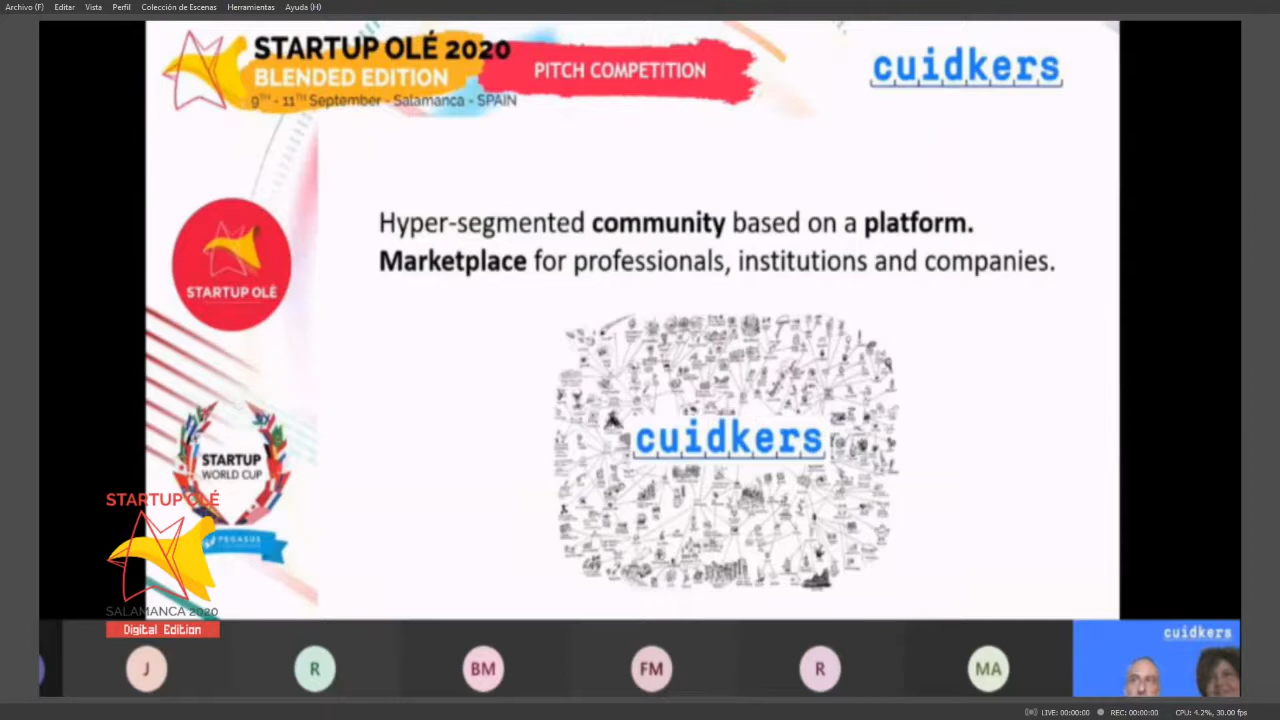 Archivo (F) Editar Vista Perfil Colección de Escenas Herramientas Ayuda (H)
STARTUP OLÉ 2020
BLENDED EDITION
9TH - 11TH September - Salamanca - SPAIN
PITCH COMPETITION
cuidkers
Hyper-segmented community based on a platform.
Marketplace for professionals, institutions and companies.
STARTUP OLÉ
cuidkers
STARTUP
WORLD CUP
PEGASUS
STARTUP OLÉ
SALAMANCA 2020
Digital Edition
J R BM FM R MA
cuidkers
LIVE: 00:00:00 REC: 00:00:00 CPU: 4.2%, 30.00 fps